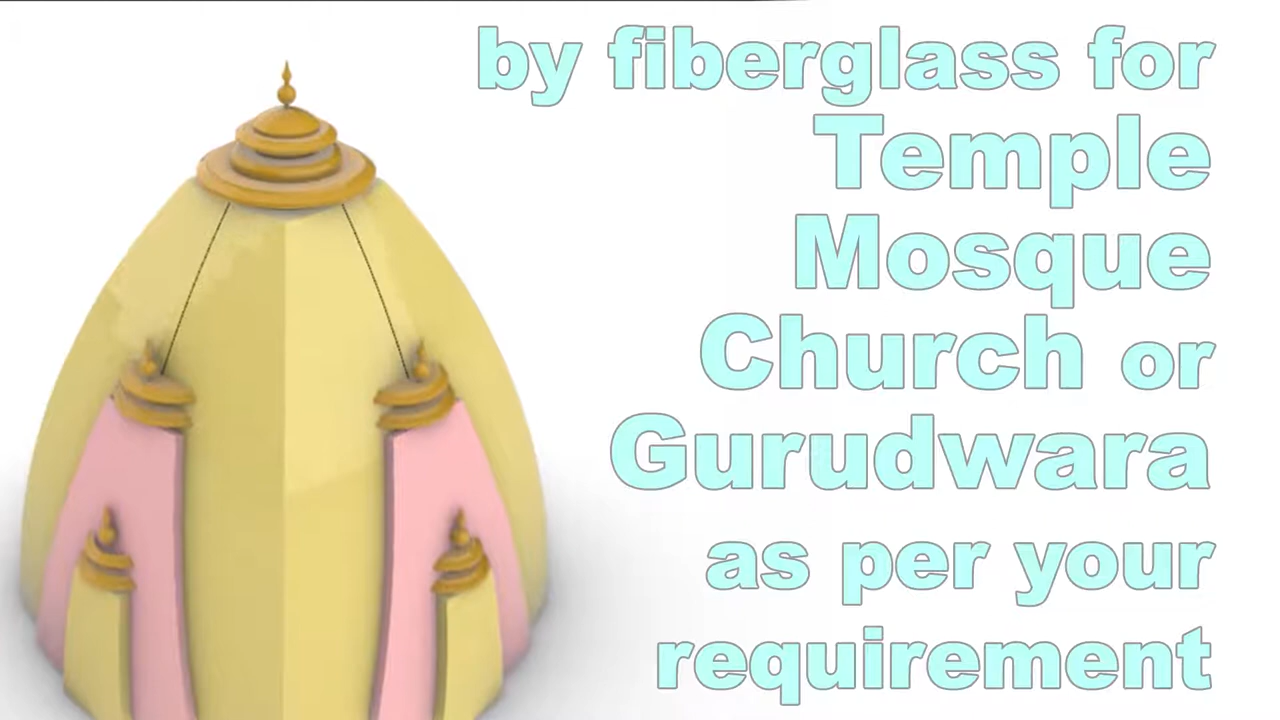 by fiberglass for
Temple
Mosque
Church or
Gurudwara
as per your
requirement